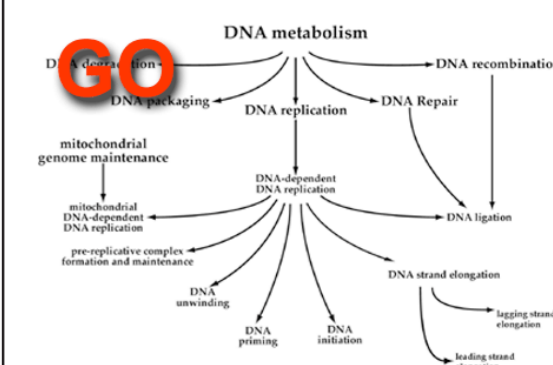 DNA metabolism
GO
DNA degradation
DNA recombinatio
DNA packaging
DNA replication
DNA Repair
mitochondrial
genome maintenance
DNA-dependent
DNA replication
mitochondrial
DNA-dependent
DNA replication
DNA ligation
pre-replicative complex
formation and maintenance
DNA strand elongation
DNA
unwinding
DNA
priming
DNA
initiation
lagging strand
elongation
leading strand